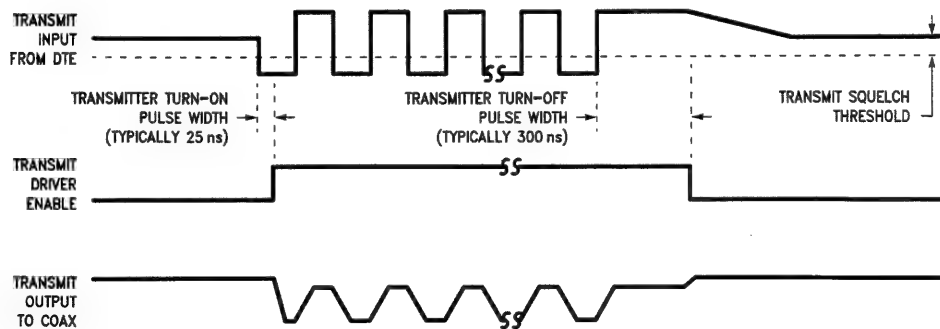 TRANSMIT
INPUT
FROM DTE
TRANSMITTER TURN-ON
PULSE WIDTH
(TYPICALLY 25 ns)
TRANSMITTER TURN-OFF
PULSE WIDTH
(TYPICALLY 300 ns)
TRANSMIT SQUELCH
THRESHOLD
TRANSMIT
DRIVER
ENABLE
TRANSMIT
OUTPUT
TO COAX